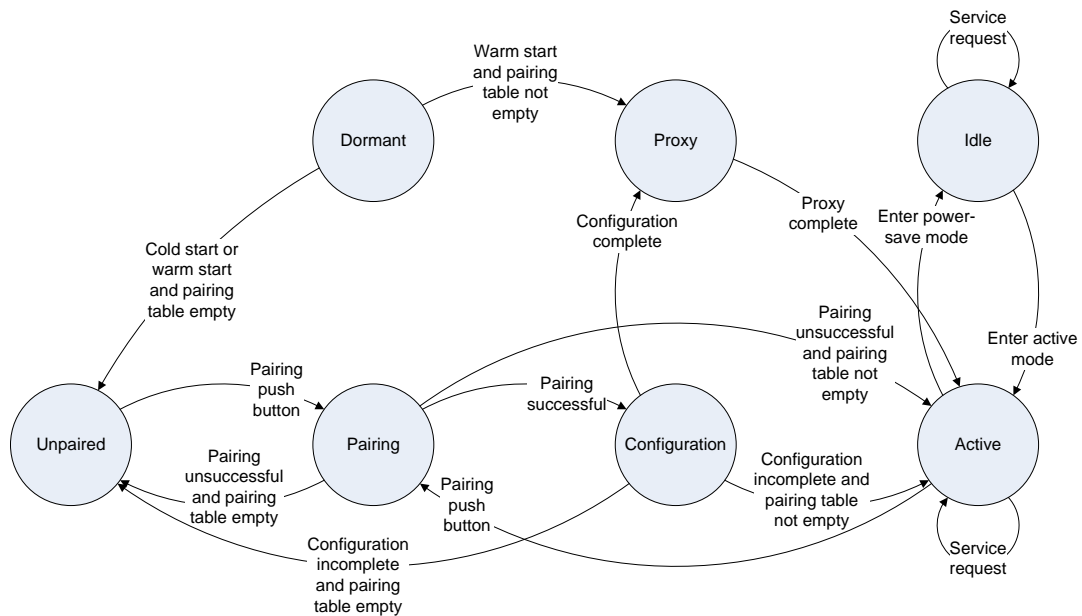 Service
request
Warm start
and pairing
table not
empty
Dormant
Proxy
Idle
Proxy
complete
Enter power-
save mode
Configuration
complete
Cold start or
warm start
and pairing
table empty
Pairing
unsuccessful
and pairing
table not
empty
Enter active
mode
Pairing
push
button
Pairing
successful
Unpaired
Pairing
Configuration
Active
Pairing
unsuccessful
and pairing
table empty
Pairing
push
button
Configuration
incomplete and
pairing table
not empty
Configuration
incomplete
and pairing
table empty
Service
request